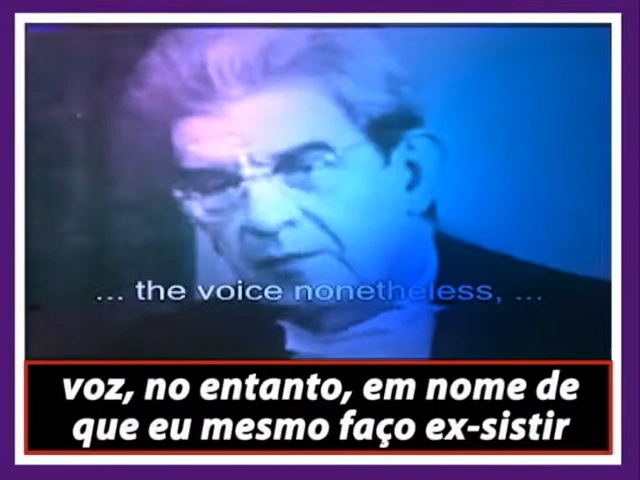 ... the voice nonetheless, ...
voz, no entanto, em nome de
que eu mesmo faço ex-sistir